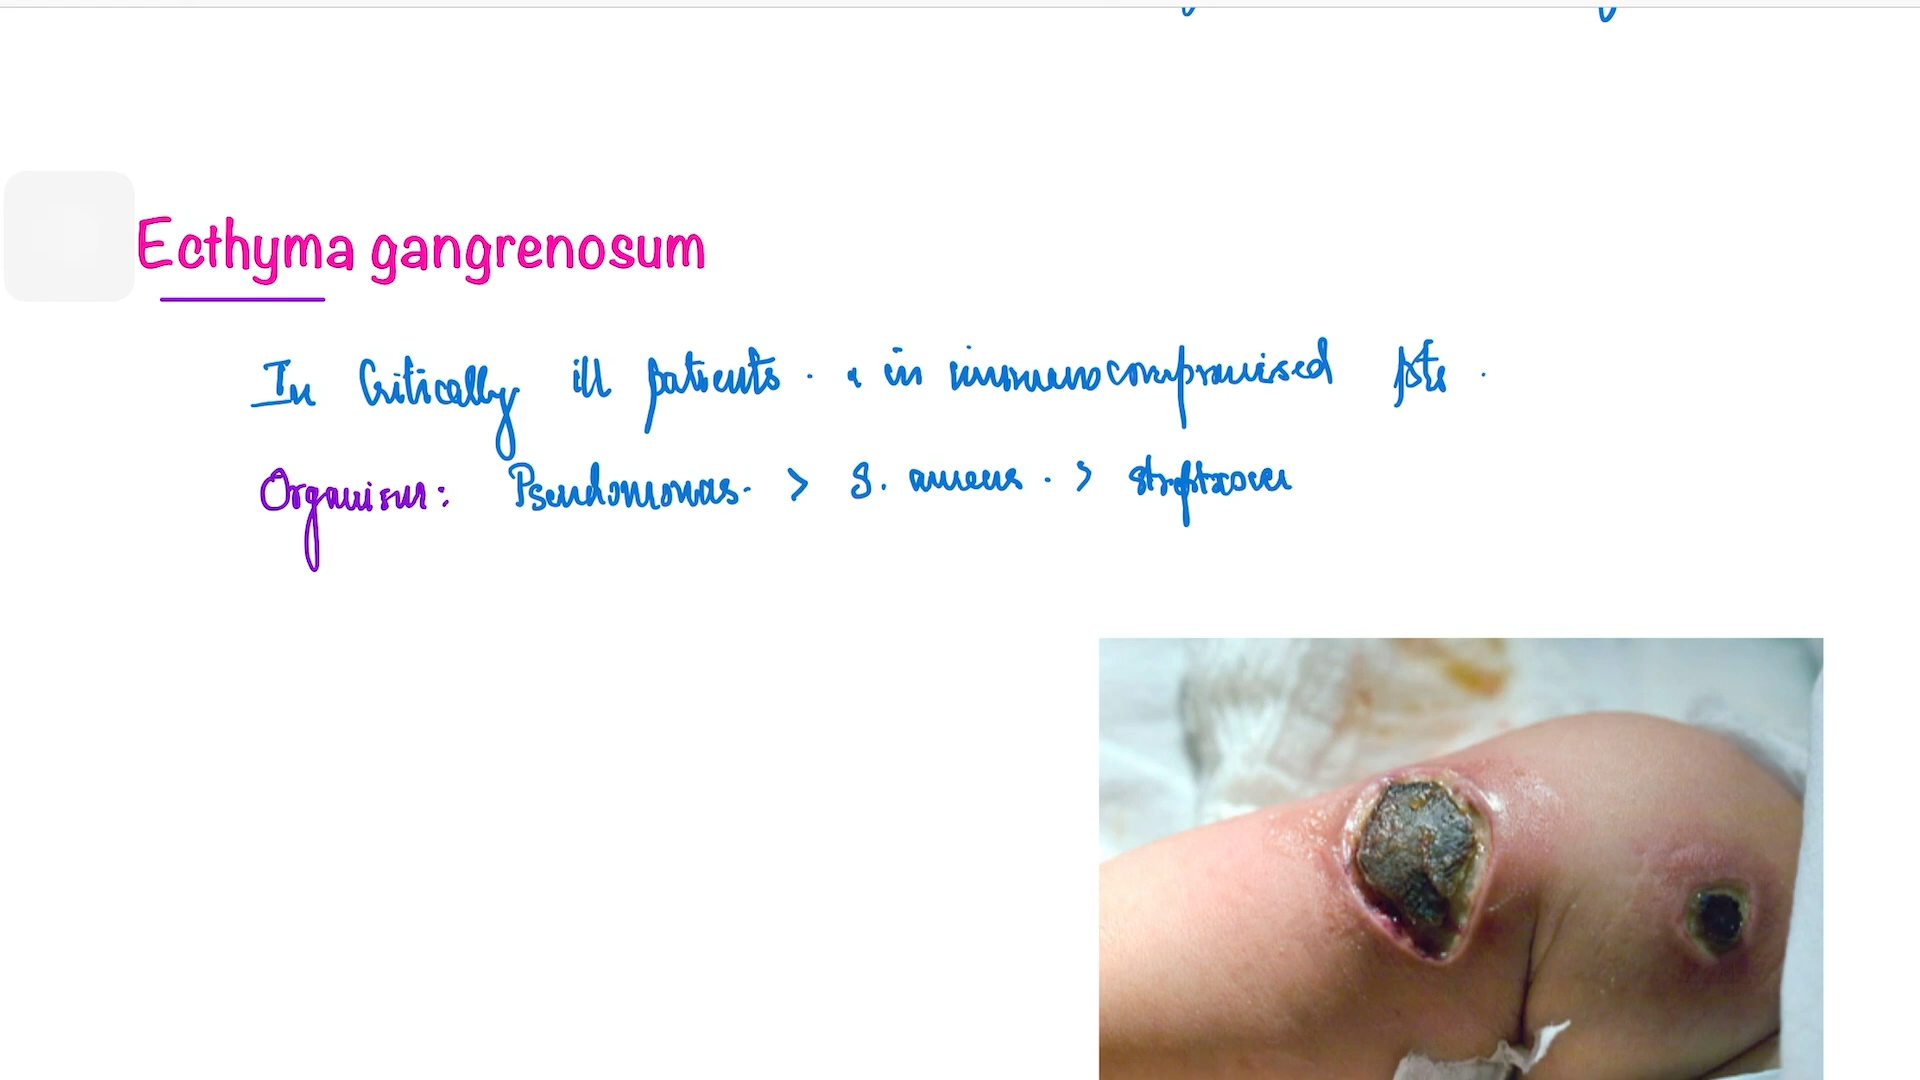 Ecthyma gangrenosum
In Critically ill patients . & in immunocompromised pts .
Organism: Pseudomonas. > S. aureus . > streptococci